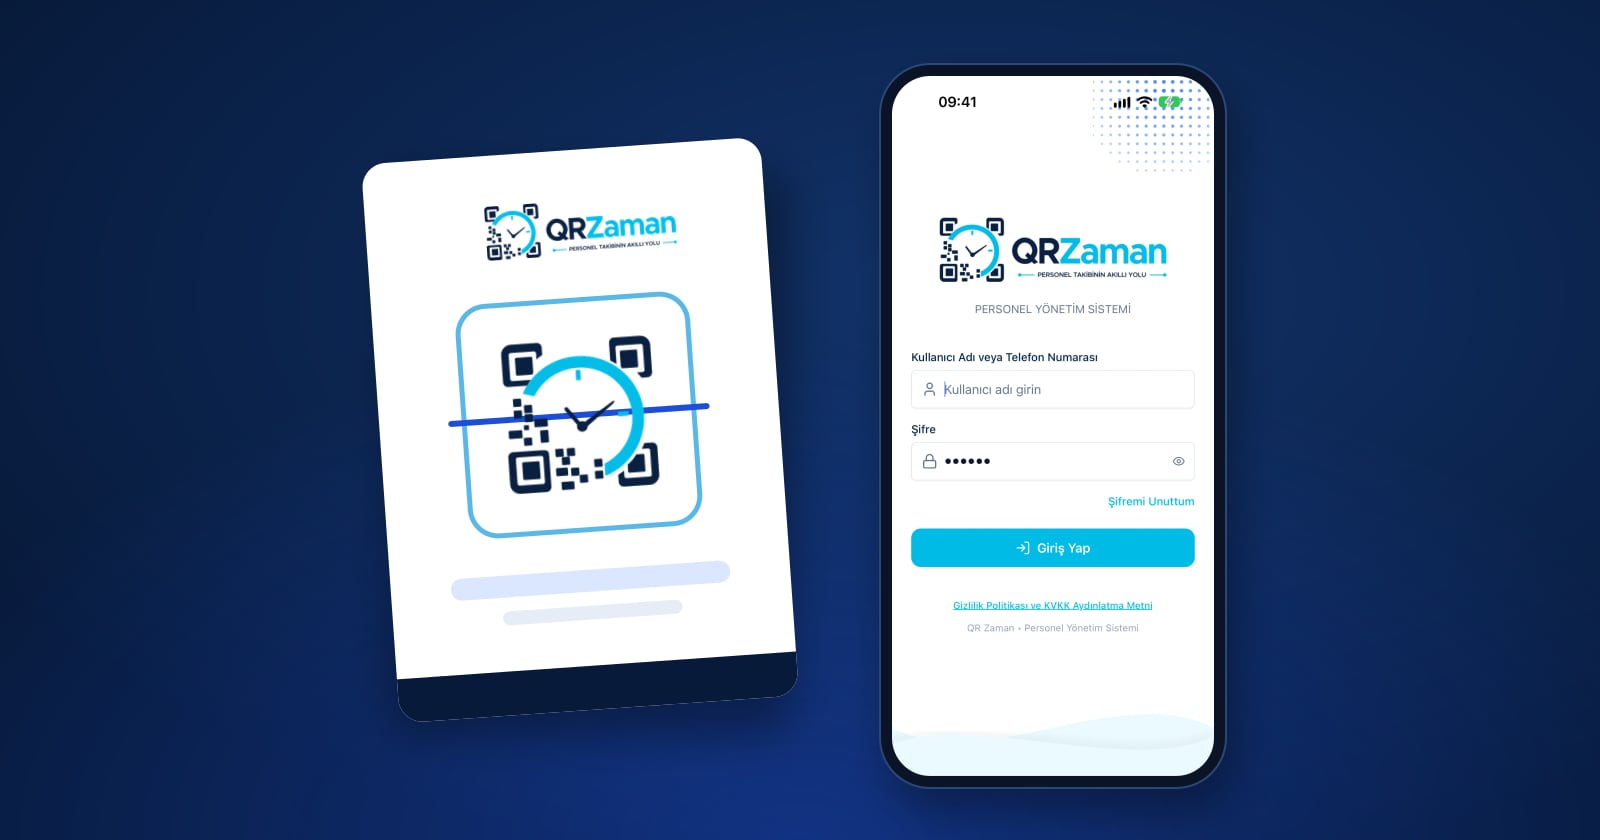 QRZaman
PERSONEL TAKİBİNİN AKILLI YOLU
09:41
QRZaman
PERSONEL TAKİBİNİN AKILLI YOLU
PERSONEL YÖNETİM SİSTEMİ
Kullanıcı Adı veya Telefon Numarası
Kullanıcı adı girin
Şifre
••••••
Şifremi Unuttum
Giriş Yap
Gizlilik Politikası ve KVKK Aydınlatma Metni
QR Zaman • Personel Yönetim Sistemi